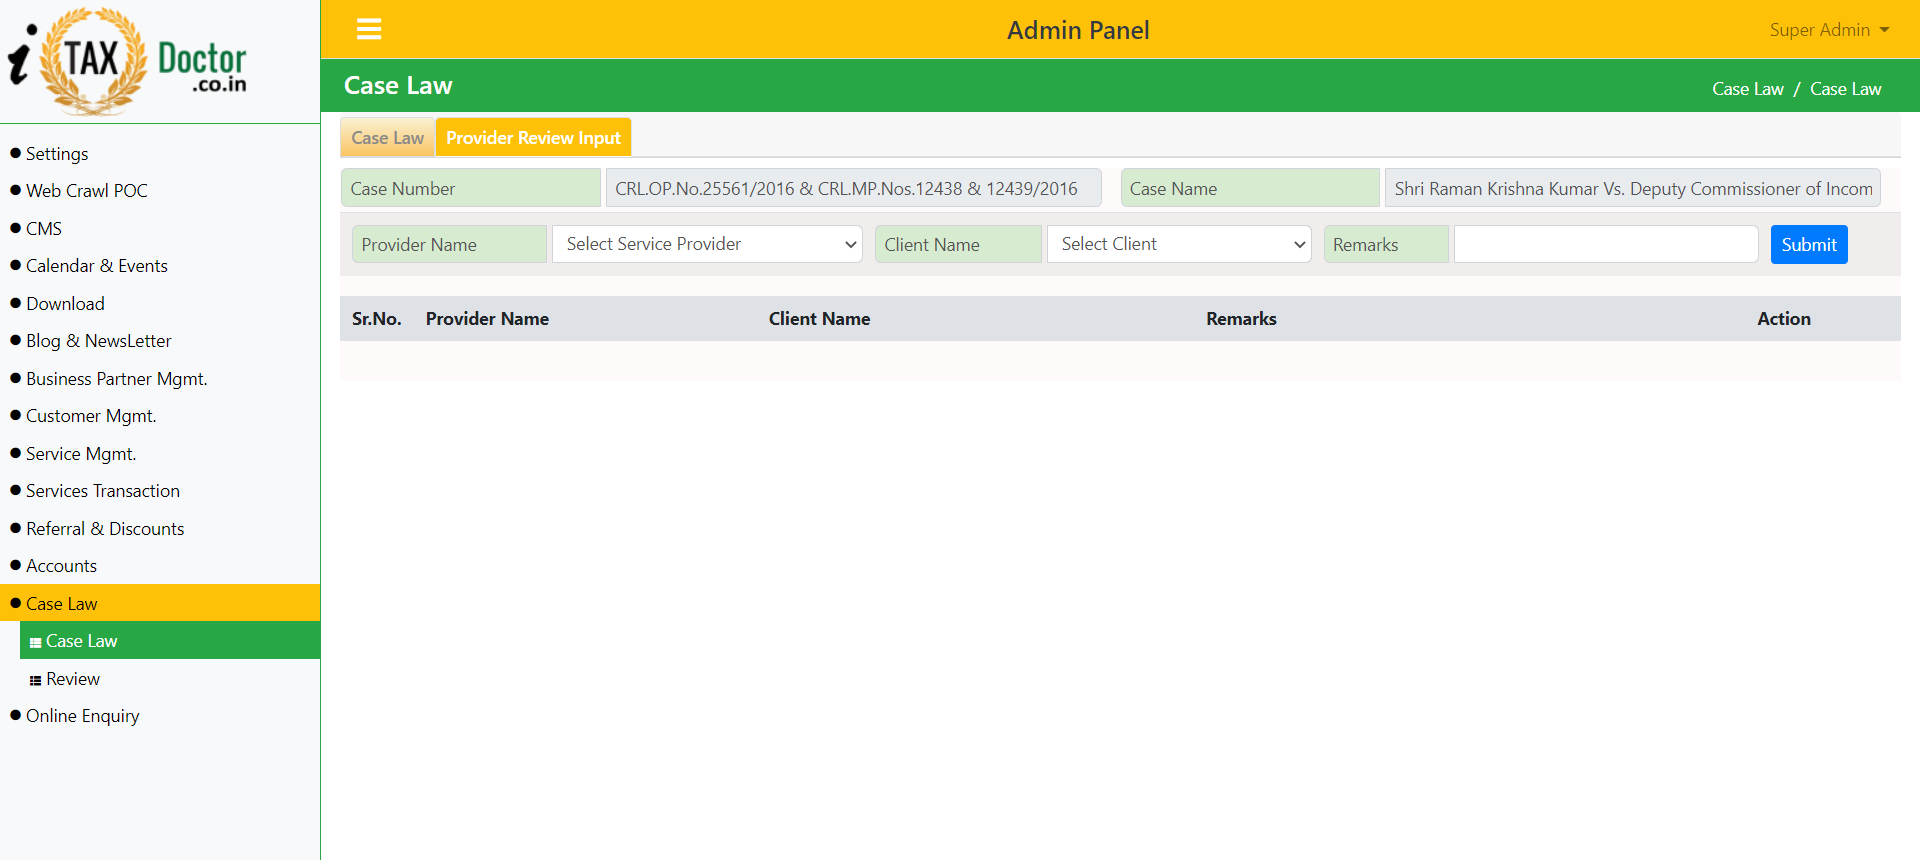 i TAX Doctor
.co.in
Admin Panel
Super Admin
Case Law
Case Law / Case Law
Case Law
Provider Review Input
Case Number
CRL.OP.No.25561/2016 & CRL.MP.Nos.12438 & 12439/2016
Case Name
Shri Raman Krishna Kumar Vs. Deputy Commissioner of Incom
Provider Name
Select Service Provider
Client Name
Select Client
Remarks
Submit
Sr.No. Provider Name Client Name Remarks Action
Settings
Web Crawl POC
CMS
Calendar & Events
Download
Blog & NewsLetter
Business Partner Mgmt.
Customer Mgmt.
Service Mgmt.
Services Transaction
Referral & Discounts
Accounts
Case Law
Case Law
Review
Online Enquiry